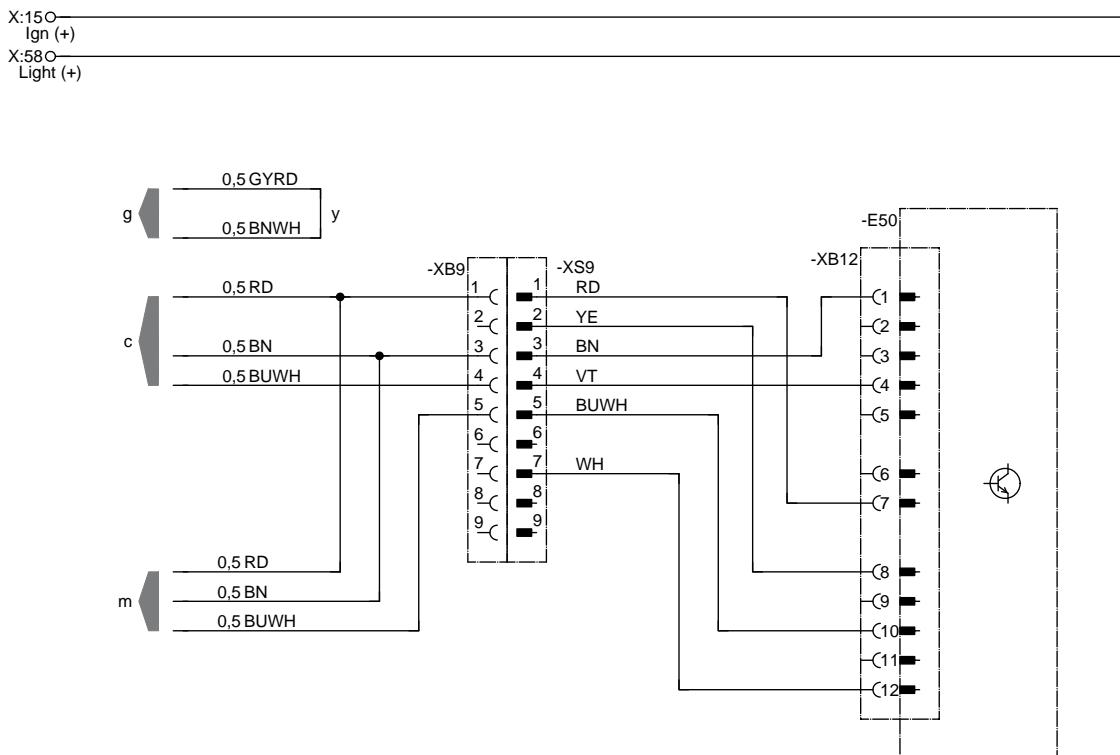 X:15
Ign (+)
X:58
Light (+)
0,5 GYRD
g
y
0,5 BNWH
-E50
-XB9
-XS9
-XB12
0,5 RD
1
1
RD
1
2
2
YE
2
c
0,5 BN
3
3
BN
3
0,5 BUWH
4
4
VT
4
5
5
BUWH
5
6
6
7
7
WH
6
8
8
7
9
9
0,5 RD
8
m
0,5 BN
9
0,5 BUWH
10
11
12